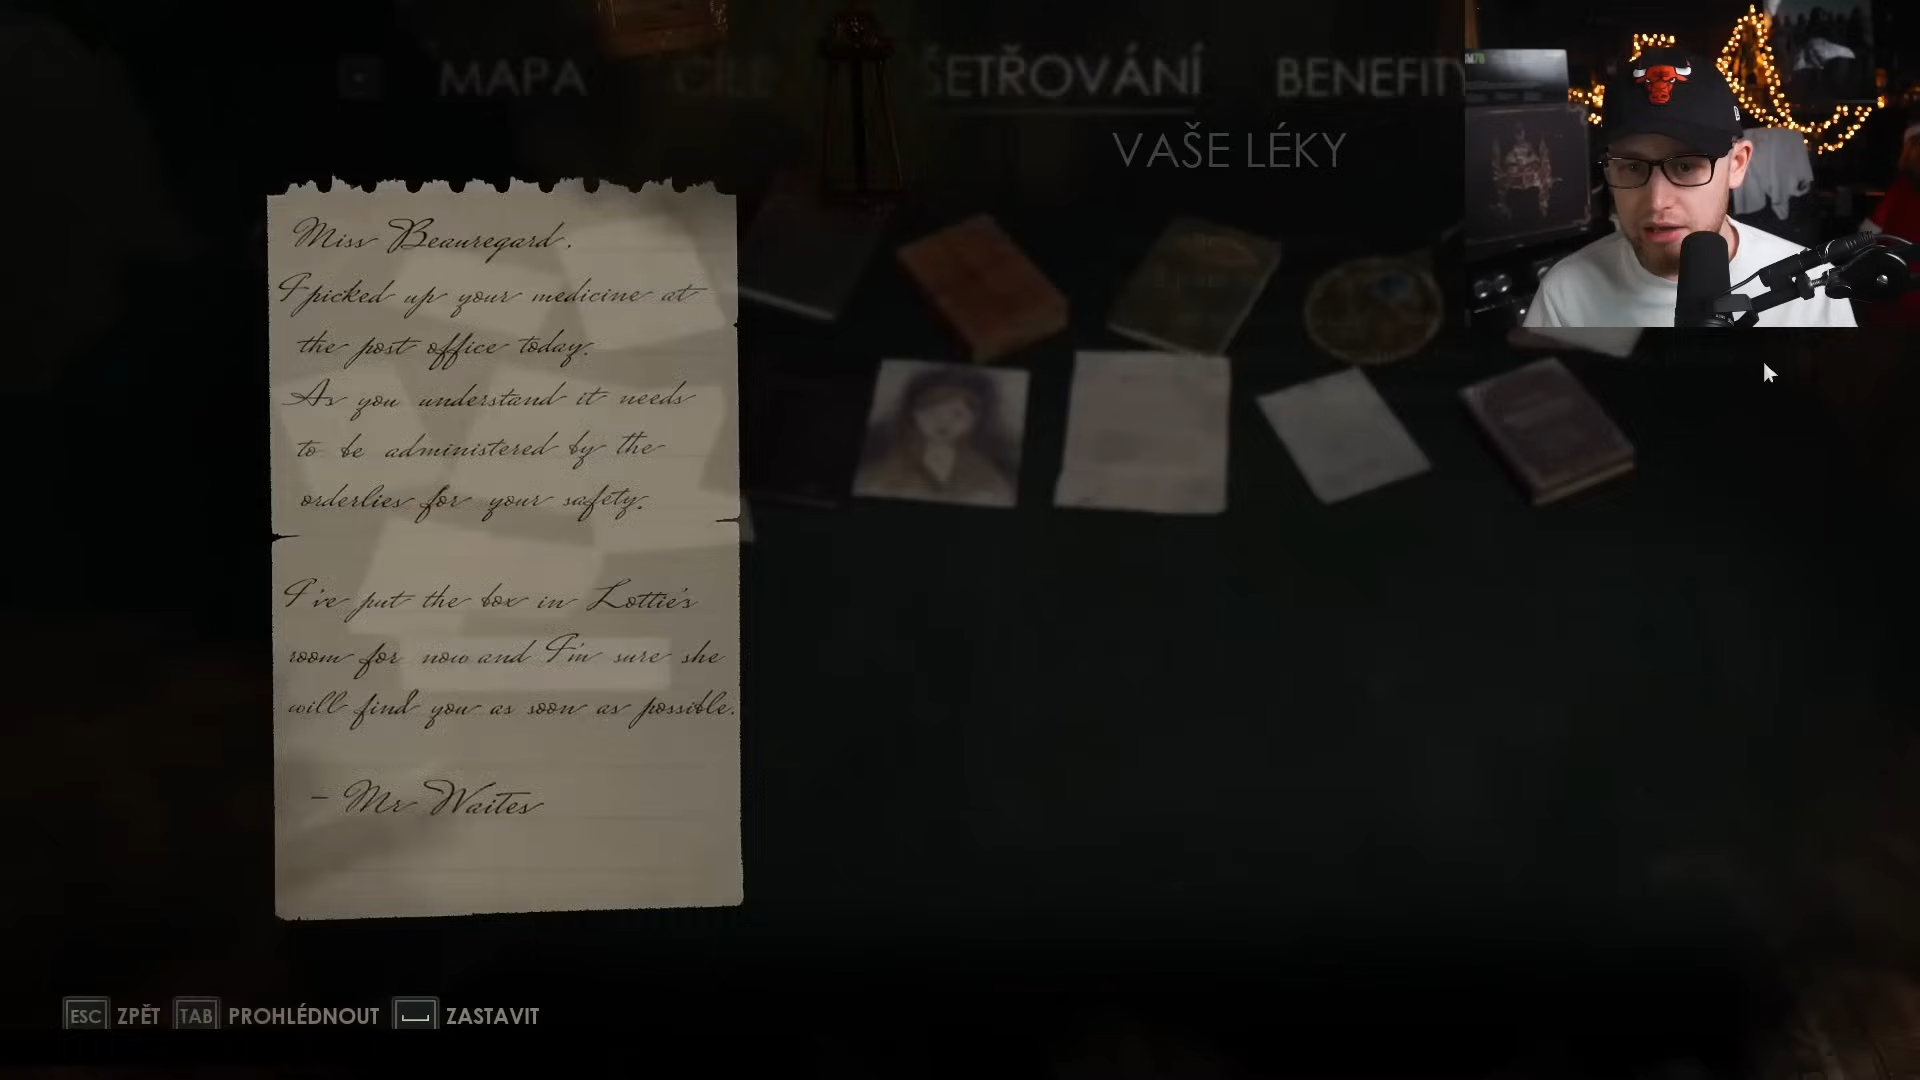 MAPA
CÍLE
ŠETŘOVÁNÍ
BENEFITY
VAŠE LÉKY
Miss Beauregard.
I picked up your medicine at
the post office today.
As you understand it needs
to be administered by the
orderlies for your safety.
I've put the box in Lottie's
room for now and I'm sure she
will find you as soon as possible.
- Mr Waites
ESC ZPĚT TAB PROHLÉDNOUT ZASTAVIT